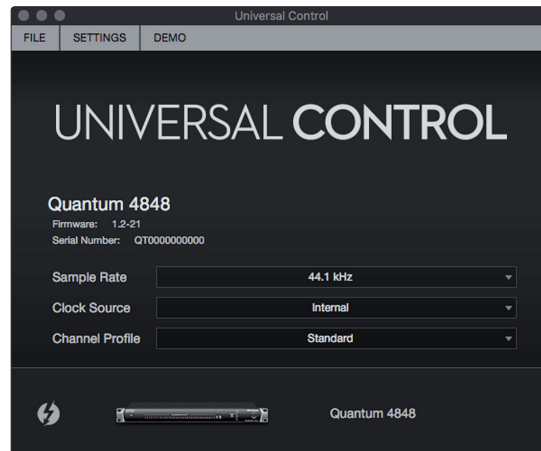 Universal Control
FILE SETTINGS DEMO
UNIVERSAL CONTROL
Quantum 4848
Firmware: 1.2-21
Serial Number: QT0000000000
Sample Rate 44.1 kHz
Clock Source Internal
Channel Profile Standard
Quantum 4848